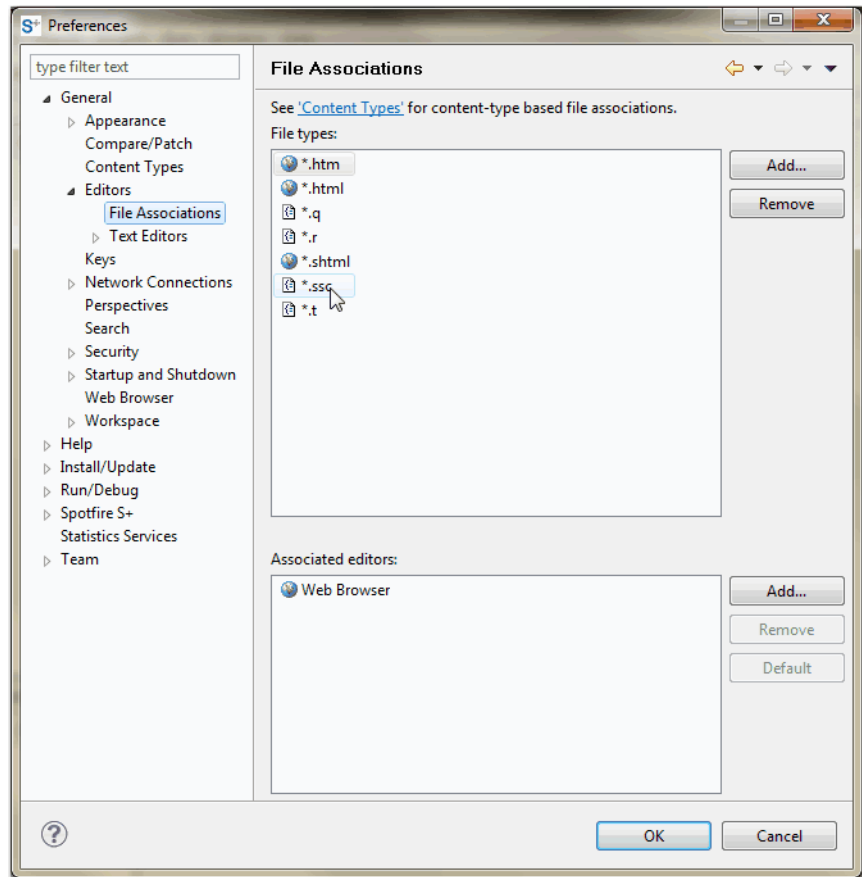 S+ Preferences
type filter text
General
Appearance
Compare/Patch
Content Types
Editors
File Associations
Text Editors
Keys
Network Connections
Perspectives
Search
Security
Startup and Shutdown
Web Browser
Workspace
Help
Install/Update
Run/Debug
Spotfire S+
Statistics Services
Team
File Associations
See 'Content Types' for content-type based file associations.
File types:
*.htm
*.html
*.q
*.r
*.shtml
*.ssc
*.t
Add...
Remove
Associated editors:
Web Browser
Add...
Remove
Default
?
OK
Cancel